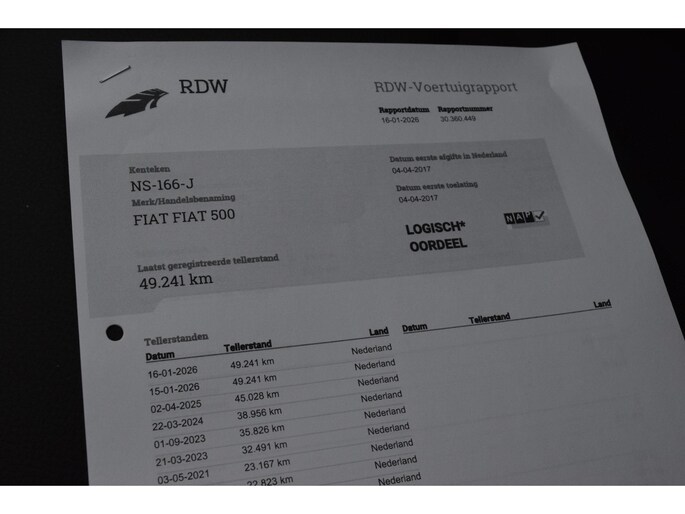 RDW
RDW-Voertuigrapport
Rapportdatum Rapportnummer
16-01-2026 30.360.449
Kenteken
NS-166-J
Merk/Handelsbenaming
FIAT FIAT 500
Datum eerste afgifte in Nederland
04-04-2017
Datum eerste toelating
04-04-2017
LOGISCH*
OORDEEL
NAP
Laatst geregistreerde tellerstand
49.241 km
Tellerstanden
Datum Tellerstand Land Datum Tellerstand Land
16-01-2026 49.241 km Nederland
15-01-2026 49.241 km Nederland
02-04-2025 45.028 km Nederland
22-03-2024 38.956 km Nederland
01-09-2023 35.826 km Nederland
21-03-2023 32.491 km Nederland
03-05-2021 23.167 km Nederland
22.823 km Nederland